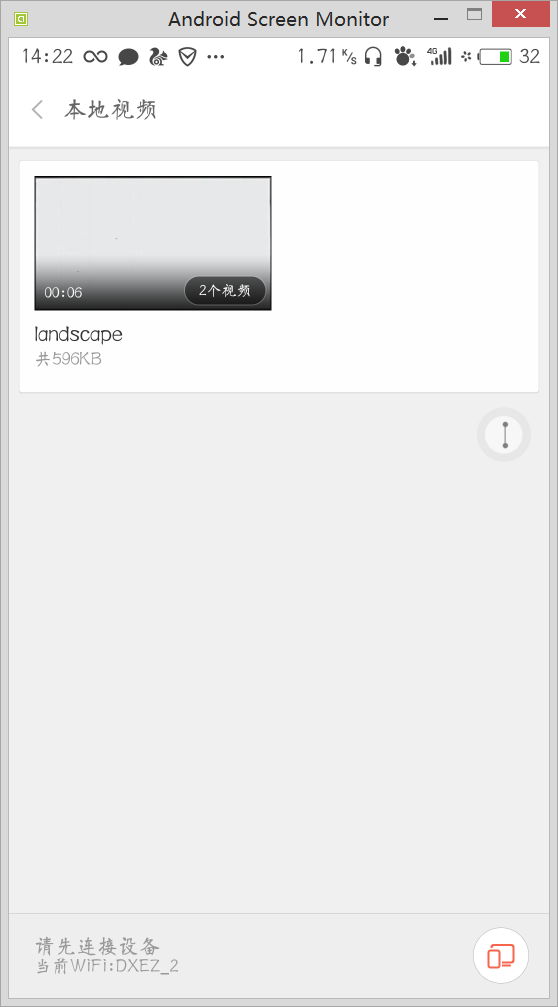 Android Screen Monitor
14:22 1.71 K/s 4G 32
本地视频
00:06 2个视频
landscape
共596KB
请先连接设备
当前WiFi:DXEZ_2